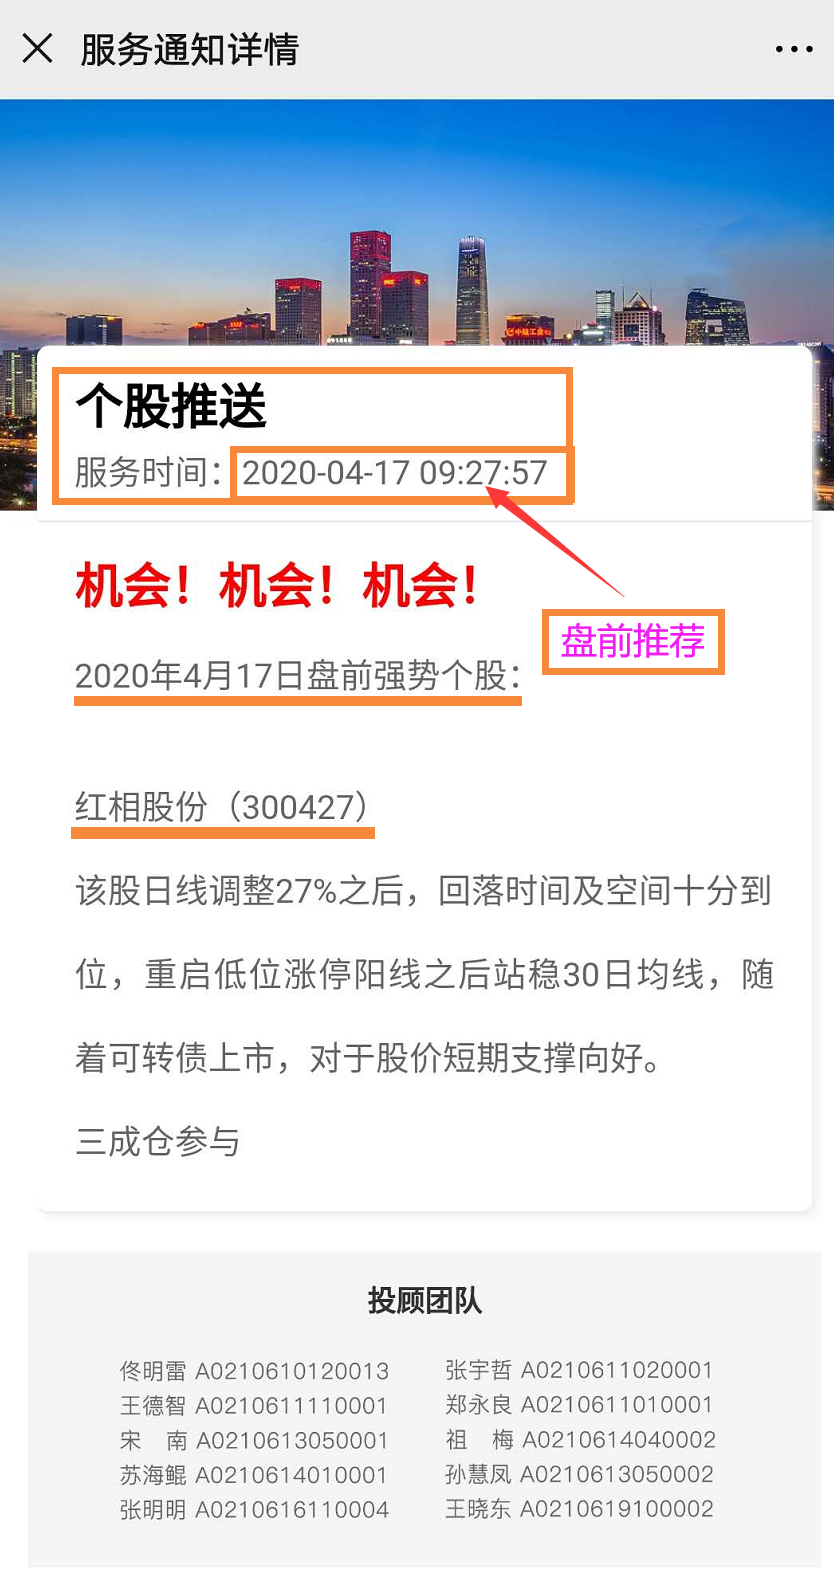 服务通知详情
个股推送
服务时间：2020-04-17 09:27:57
机会！机会！机会！
盘前推荐
2020年4月17日盘前强势个股：
红相股份（300427）
该股日线调整27%之后，回落时间及空间十分到
位，重启低位涨停阳线之后站稳30日均线，随
着可转债上市，对于股价短期支撑向好。
三成仓参与
投顾团队
佟明雷 A0210610120013 张宇哲 A0210611020001
王德智 A0210611110001 郑永良 A0210611010001
宋　南 A0210613050001 祖　梅 A0210614040002
苏海鲲 A0210614010001 孙慧凤 A0210613050002
张明明 A0210616110004 王晓东 A0210619100002